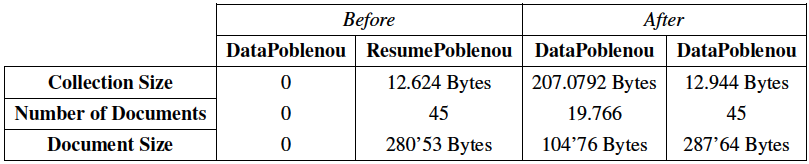 Before After
DataPoblenou ResumePoblenou DataPoblenou DataPoblenou
Collection Size 0 12.624 Bytes 207.0792 Bytes 12.944 Bytes
Number of Documents 0 45 19.766 45
Document Size 0 280’53 Bytes 104’76 Bytes 287’64 Bytes